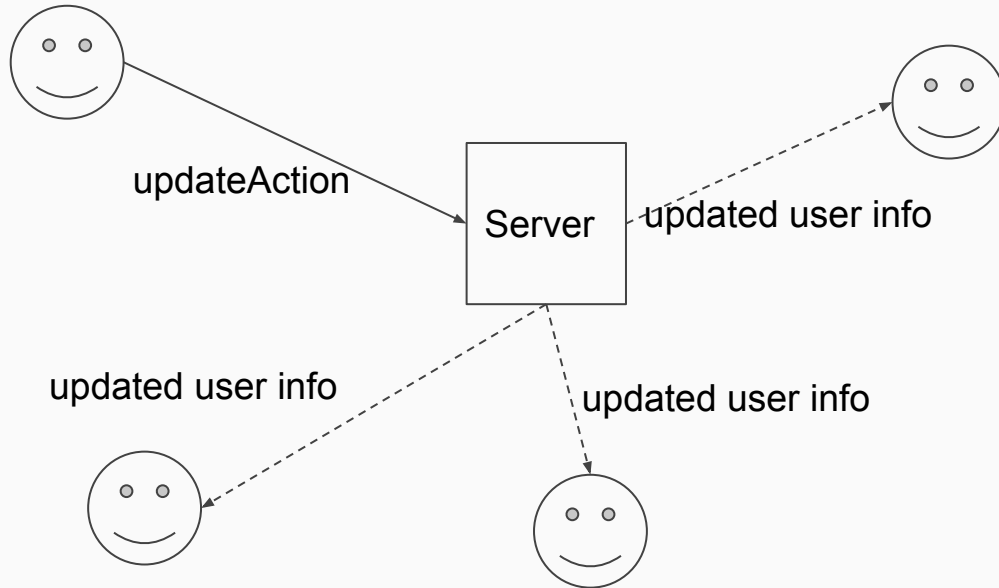 updateAction
Server
updated user info
updated user info
updated user info